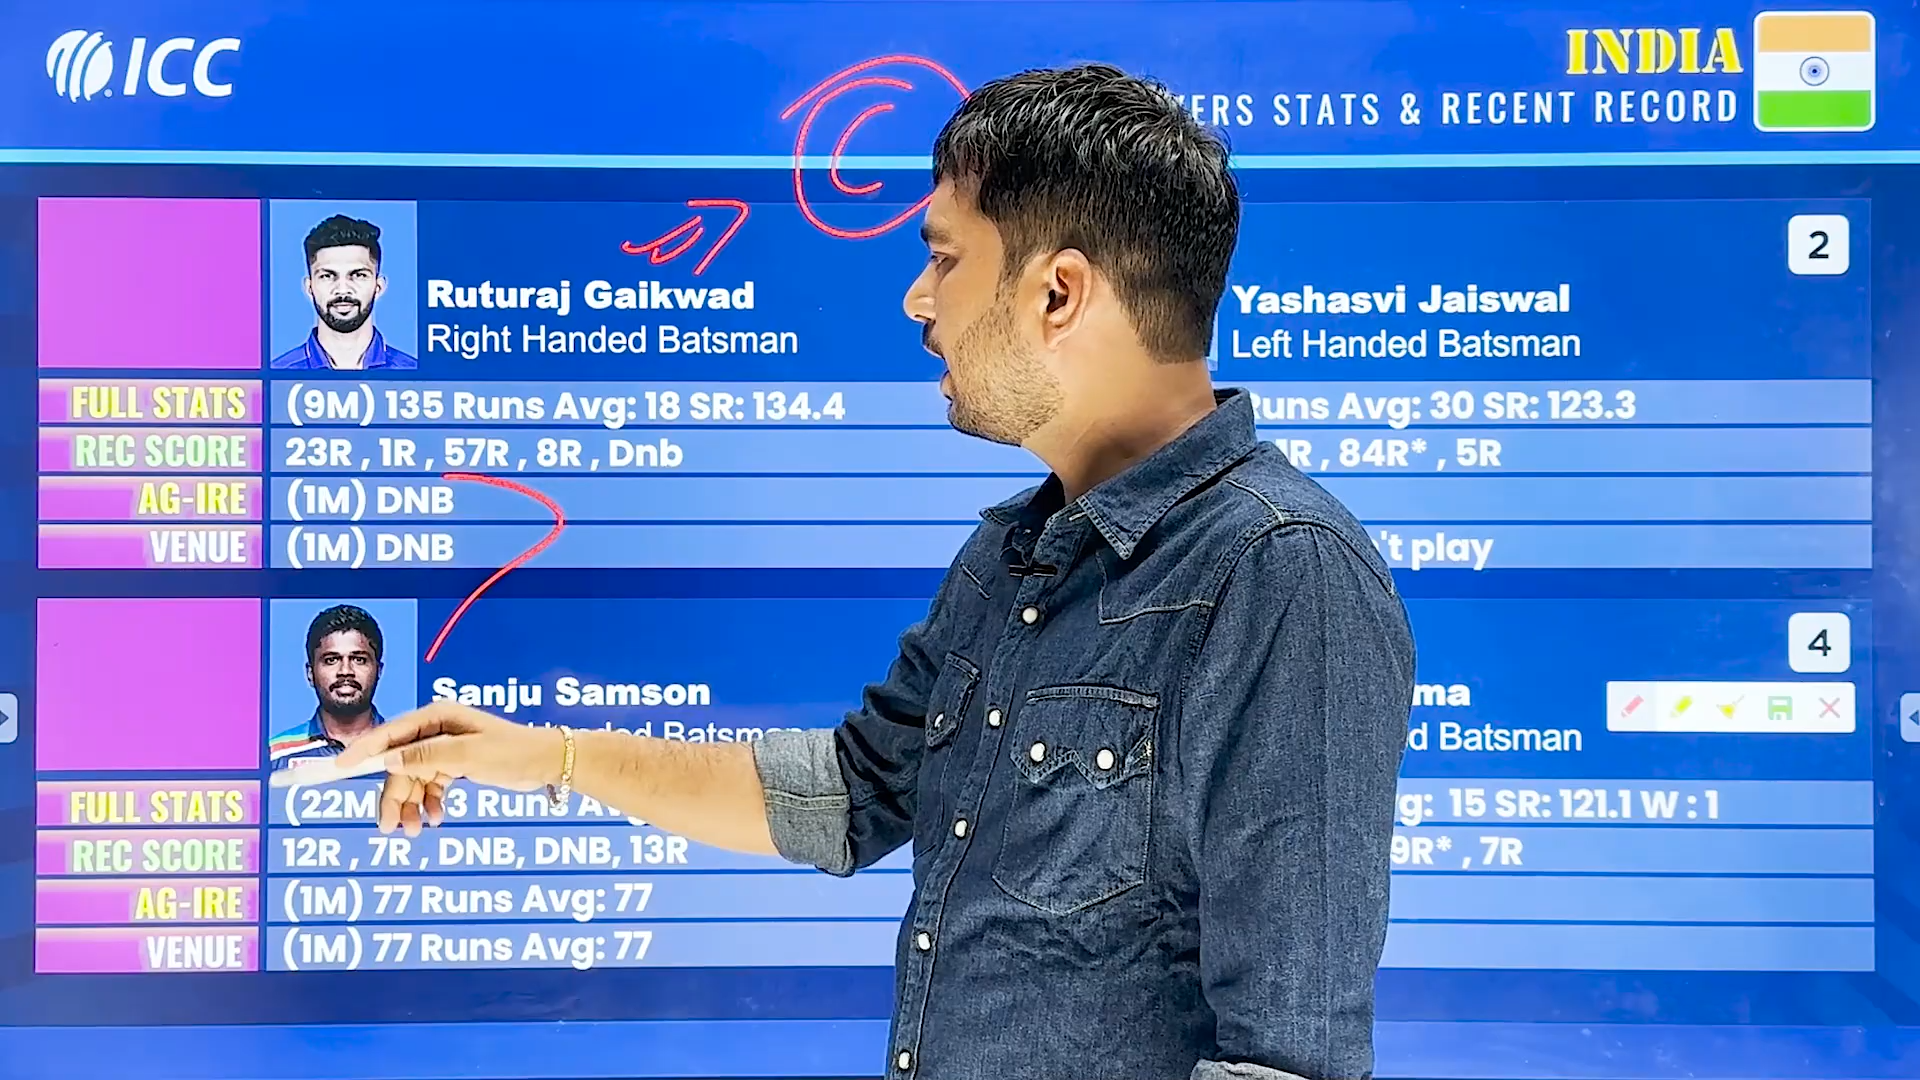 ICC
INDIA
STATS & RECENT RECORD
Ruturaj Gaikwad
Right Handed Batsman
FULL STATS (9M) 135 Runs Avg: 18 SR: 134.4
REC SCORE 23R , 1R , 57R , 8R , Dnb
AG-IRE (1M) DNB
VENUE (1M) DNB
2
Yashasvi Jaiswal
Left Handed Batsman
Runs Avg: 30 SR: 123.3
84R* , 5R
play
Sanju Samson
Batsman
FULL STATS (22M) Runs
REC SCORE 12R , 7R , DNB, DNB, 13R
AG-IRE (1M) 77 Runs Avg: 77
VENUE (1M) 77 Runs Avg: 77
4
Batsman
15 SR: 121.1 W : 1
7R